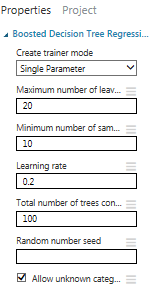 Properties Project
Boosted Decision Tree Regressi...
Create trainer mode
Single Parameter
Maximum number of leav...
20
Minimum number of sam...
10
Learning rate
0.2
Total number of trees con...
100
Random number seed
Allow unknown categ...